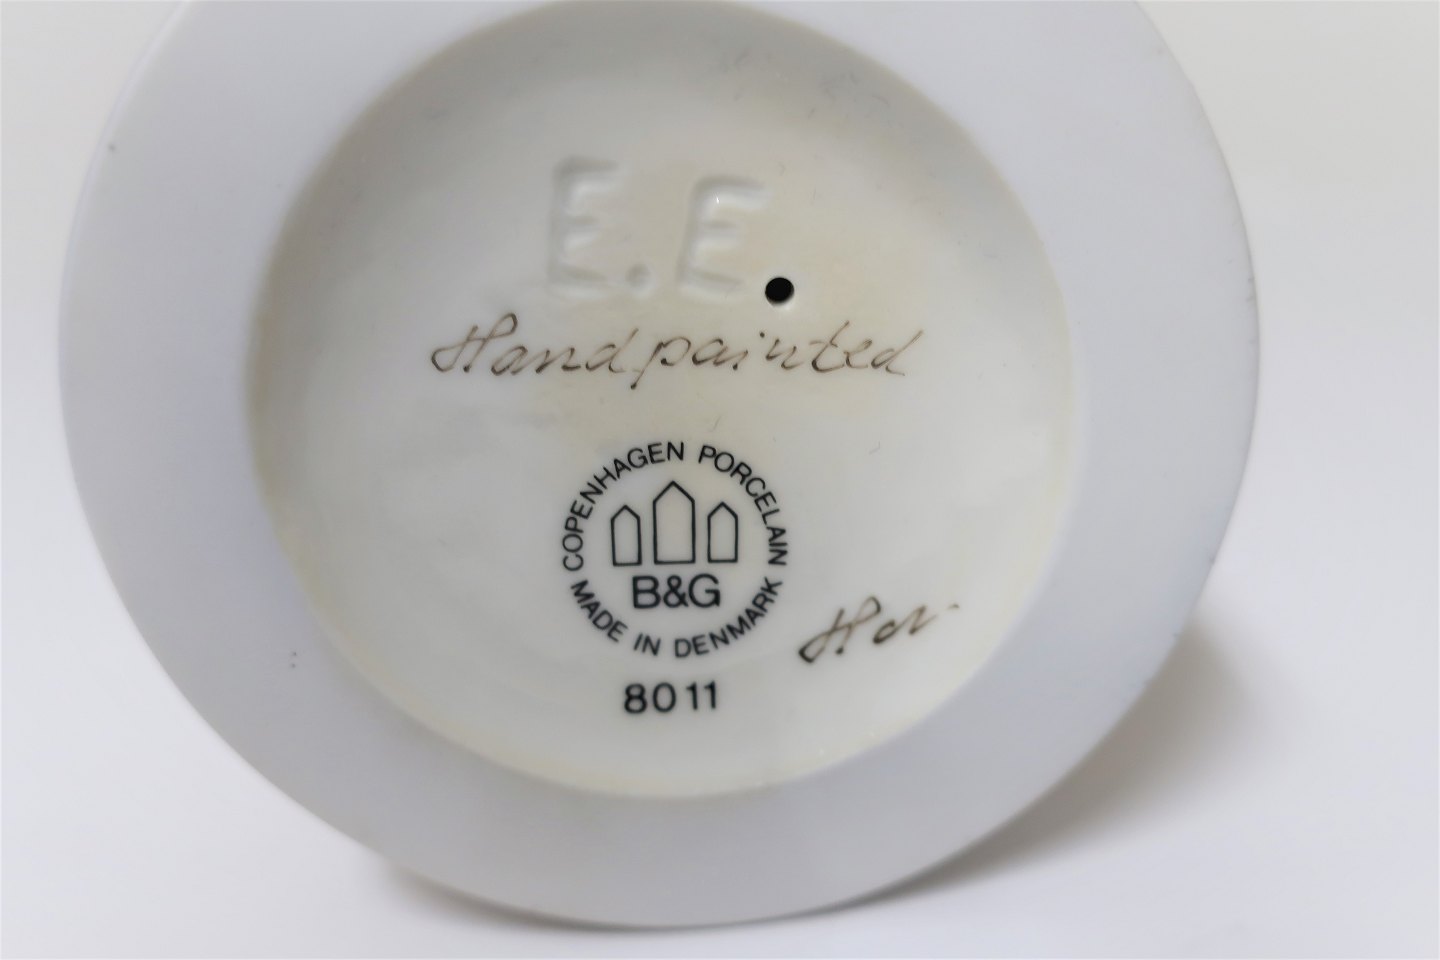 E.E.
Handpainted
COPENHAGEN PORCELAIN
B&G
MADE IN DENMARK
8011